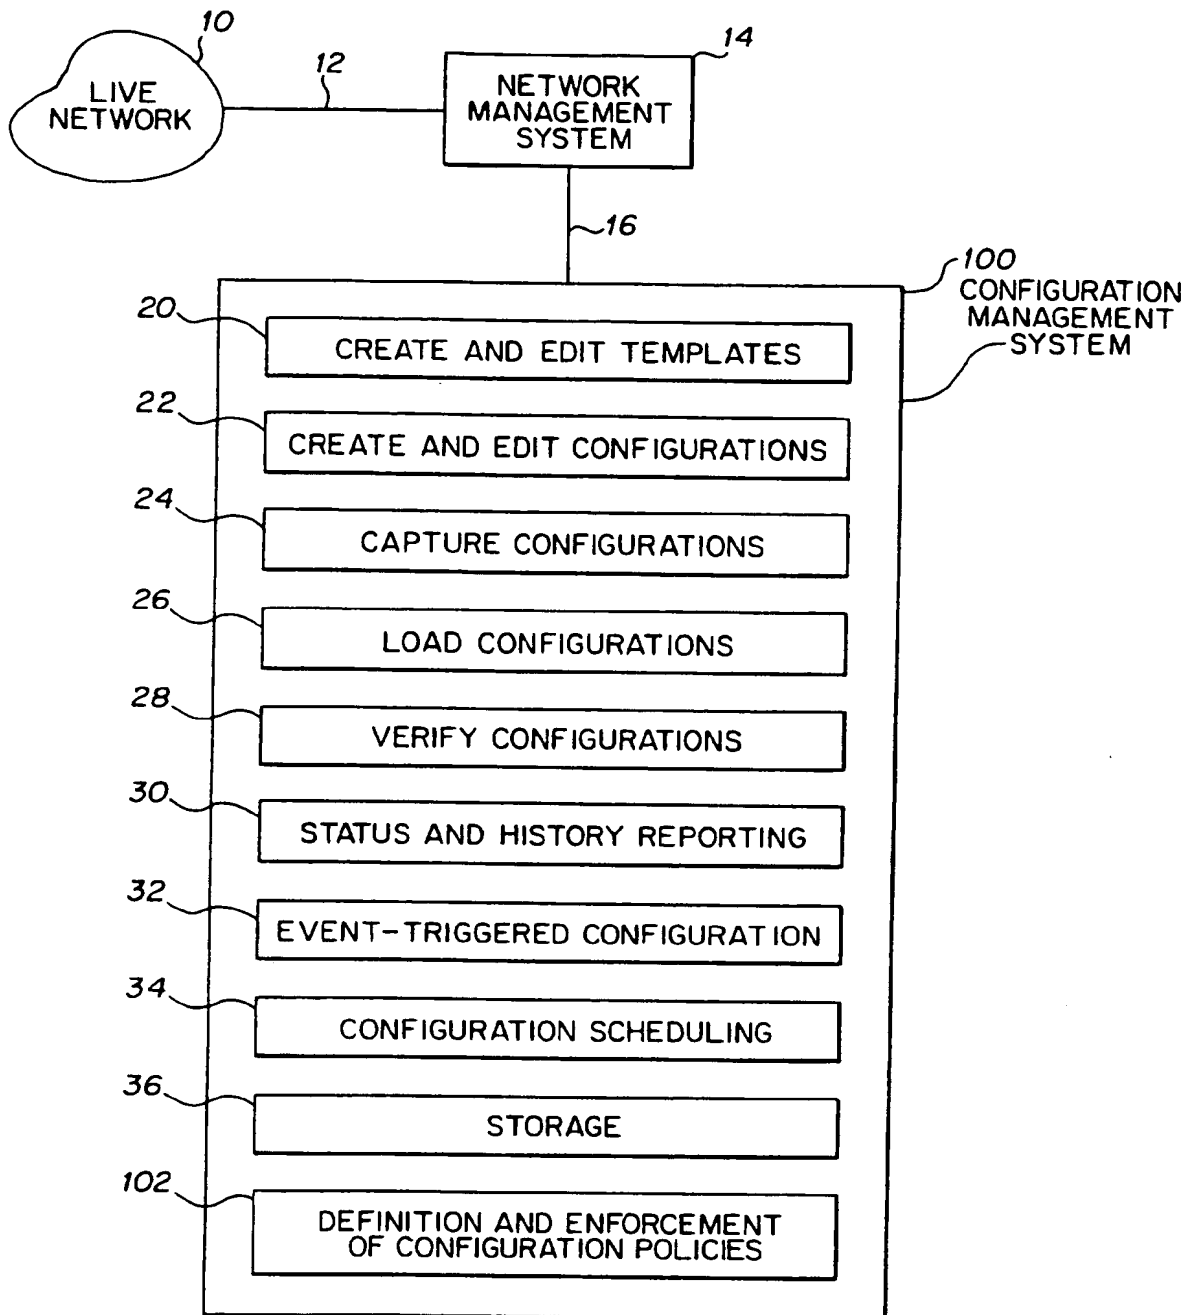 10
LIVE
NETWORK
12
14
NETWORK
MANAGEMENT
SYSTEM
16
100
CONFIGURATION
MANAGEMENT
SYSTEM
20
CREATE AND EDIT TEMPLATES
22
CREATE AND EDIT CONFIGURATIONS
24
CAPTURE CONFIGURATIONS
26
LOAD CONFIGURATIONS
28
VERIFY CONFIGURATIONS
30
STATUS AND HISTORY REPORTING
32
EVENT-TRIGGERED CONFIGURATION
34
CONFIGURATION SCHEDULING
36
STORAGE
102
DEFINITION AND ENFORCEMENT
OF CONFIGURATION POLICIES